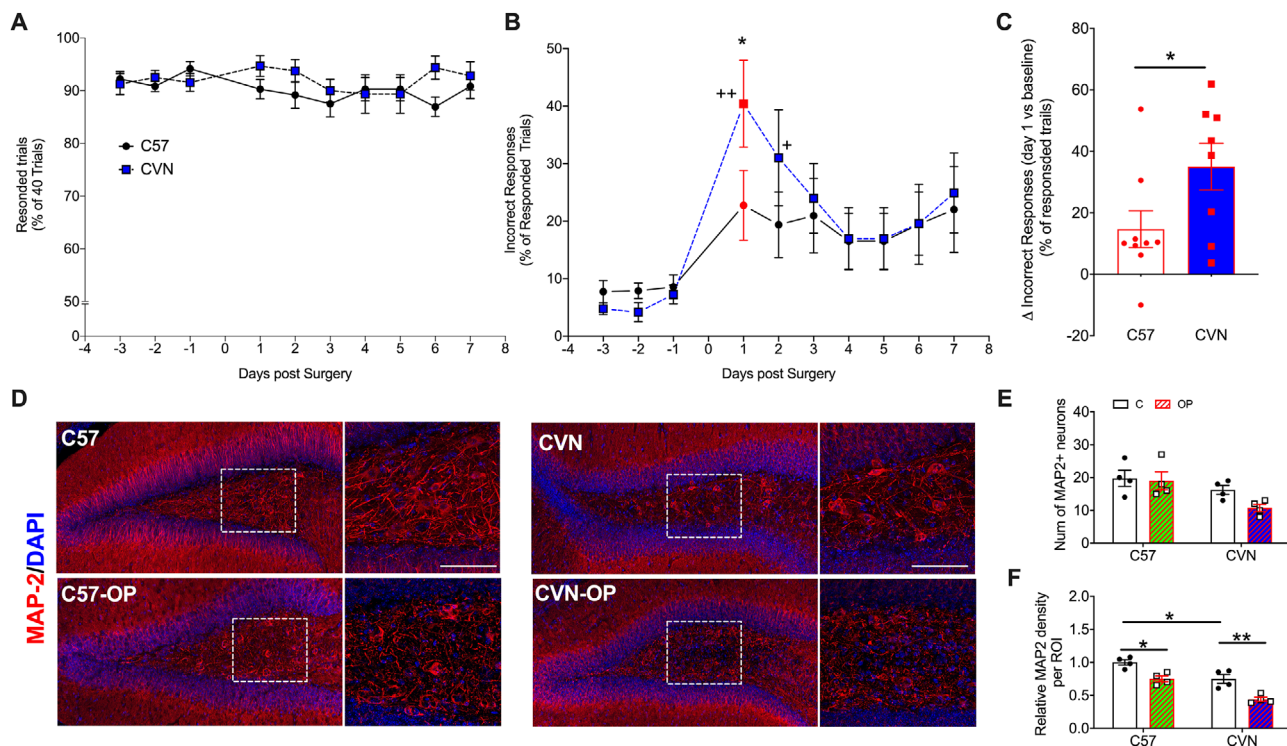 A
100
90
80
70
60
50
0
Resonded trials
(% of 40 Trials)
C57
CVN
-4 -3 -2 -1 0 1 2 3 4 5 6 7 8
Days post Surgery
B
50
40
30
20
10
0
Incorrect Responses
(% of Responded Trials)
*
++
+
-4 -3 -2 -1 0 1 2 3 4 5 6 7 8
Days post Surgery
C
80
60
40
20
0
-20
Δ Incorrect Responses (day 1 vs baseline)
(% of responsded trails)
*
C57 CVN
D
MAP-2/DAPI
C57
CVN
C57-OP
CVN-OP
E
C OP
40
30
20
10
0
Num of MAP2+ neurons
C57 CVN
F
2.0
1.5
1.0
0.5
0.0
Relative MAP2 density
per ROI
*
*
**
C57 CVN